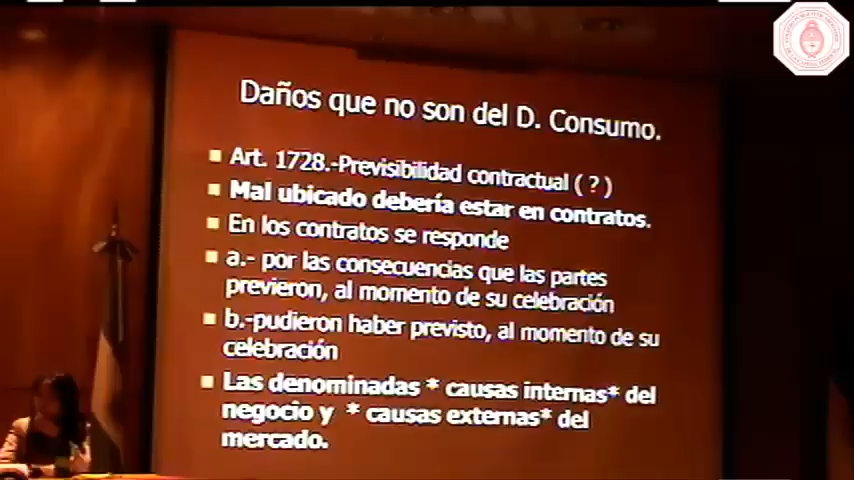 Daños que no son del D. Consumo.
Art. 1728.-Previsibilidad contractual ( ? )
Mal ubicado debería estar en contratos.
En los contratos se responde
a.- por las consecuencias que las partes
previeron, al momento de su celebración
b.-pudieron haber previsto, al momento de su
celebración
Las denominadas * causas internas* del
negocio y * causas externas* del
mercado.